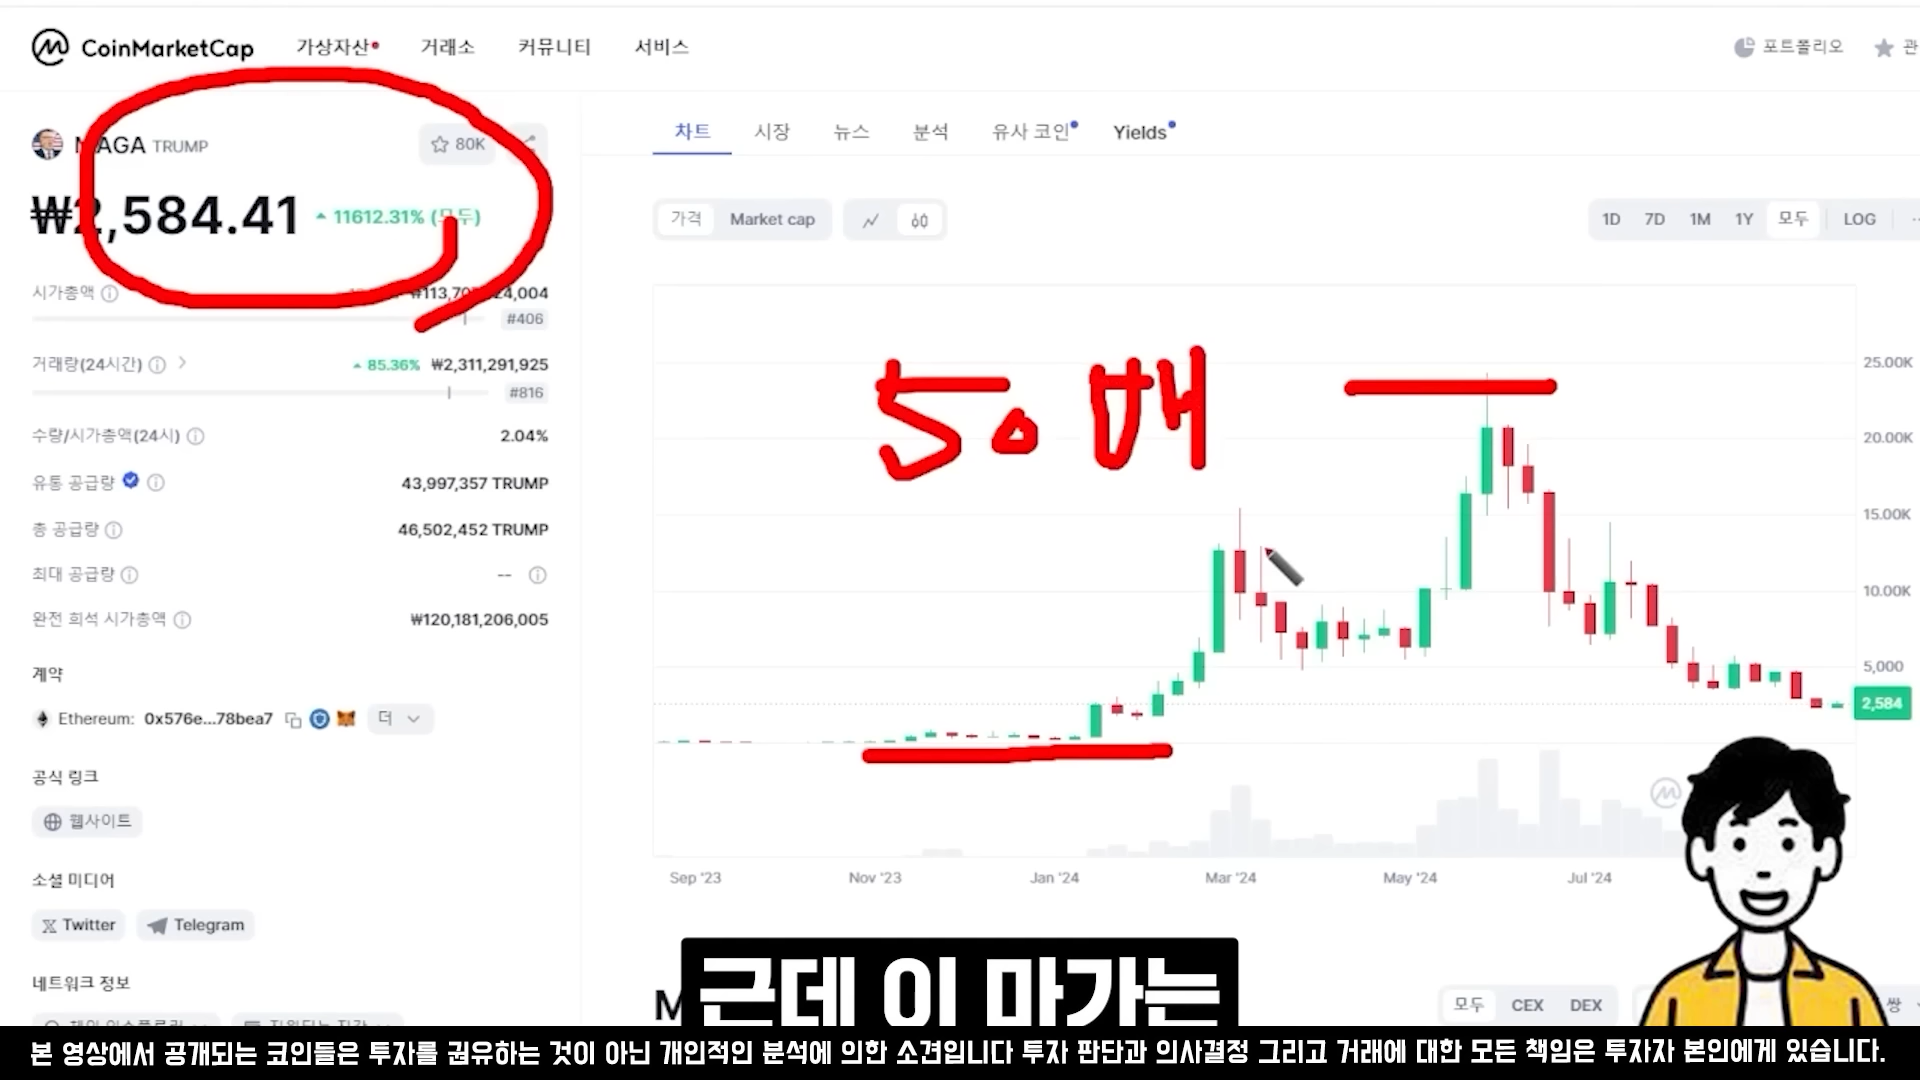 CoinMarketCap 가상자산 거래소 커뮤니티 서비스 포트폴리오 관
MAGA TRUMP 80K
₩2,584.41 11612.31% (모두)
차트 시장 뉴스 분석 유사 코인 Yields
가격 Market cap 1D 7D 1M 1Y 모두 LOG
시가총액
#406
거래량(24시간) 85.36% ₩2,311,291,925
#816
수량/시가총액(24시) 2.04%
유통 공급량 43,997,357 TRUMP
총 공급량 46,502,452 TRUMP
최대 공급량 --
완전 희석 시가총액 ₩120,181,206,005
계약
Ethereum: 0x576e...78bea7 더
공식 링크
웹사이트
소셜 미디어
Twitter Telegram
네트워크 정보
50배
25.00K
20.00K
15.00K
10.00K
5,000
2,584
Sep '23 Nov '23 Jan '24 Mar '24 May '24 Jul '24
모두 CEX DEX 쌍
근데 이 마가는
본 영상에서 공개되는 코인들은 투자를 권유하는 것이 아닌 개인적인 분석에 의한 소견입니다 투자 판단과 의사결정 그리고 거래에 대한 모든 책임은 투자자 본인에게 있습니다.